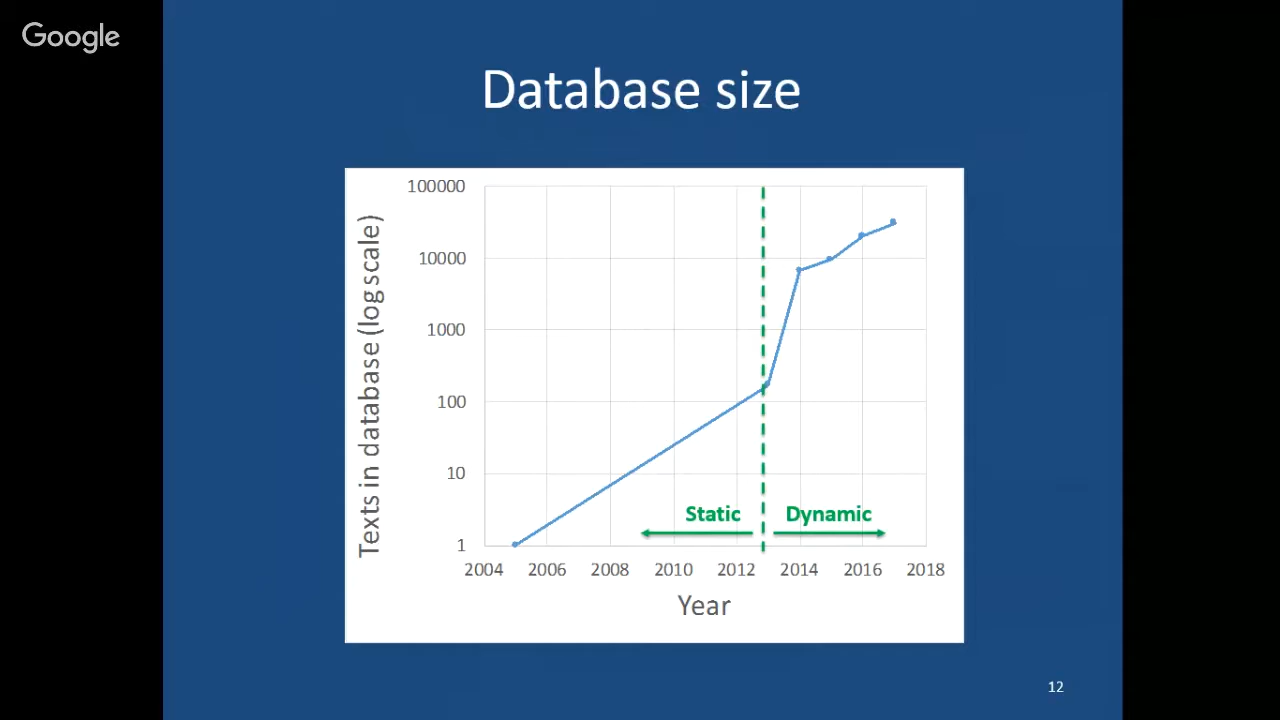 Google
Database size
Texts in database (log scale)
100000
10000
1000
100
10
1
Static
Dynamic
2004 2006 2008 2010 2012 2014 2016 2018
Year
12